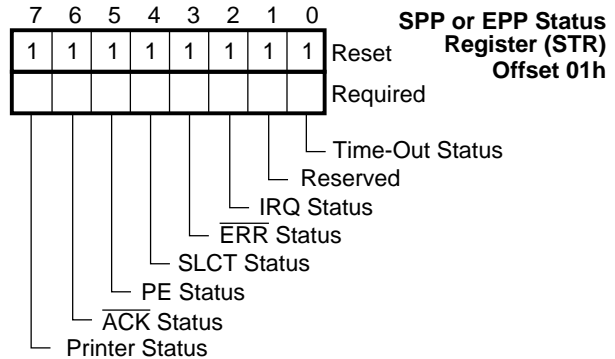 7 6 5 4 3 2 1 0
SPP or EPP Status
Register (STR)
Offset 01h
1 1 1 1 1 1 1 1 Reset
Required
Time-Out Status
Reserved
IRQ Status
E̅R̅R̅ Status
SLCT Status
PE Status
A̅C̅K̅ Status
Printer Status